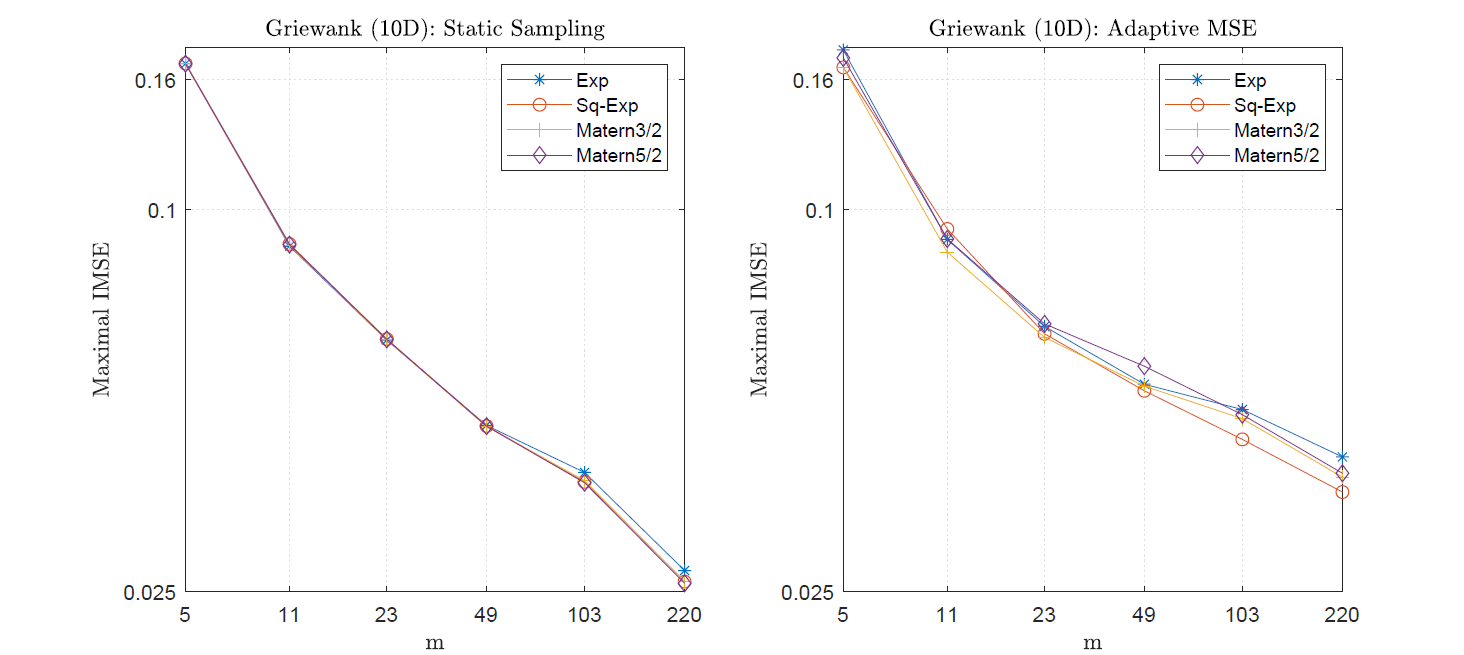 Griewank (10D): Static Sampling
0.16
0.1
0.025
Maximal IMSE
Exp
Sq-Exp
Matern3/2
Matern5/2
5 11 23 49 103 220
m
Griewank (10D): Adaptive MSE
0.16
0.1
0.025
Maximal IMSE
Exp
Sq-Exp
Matern3/2
Matern5/2
5 11 23 49 103 220
m